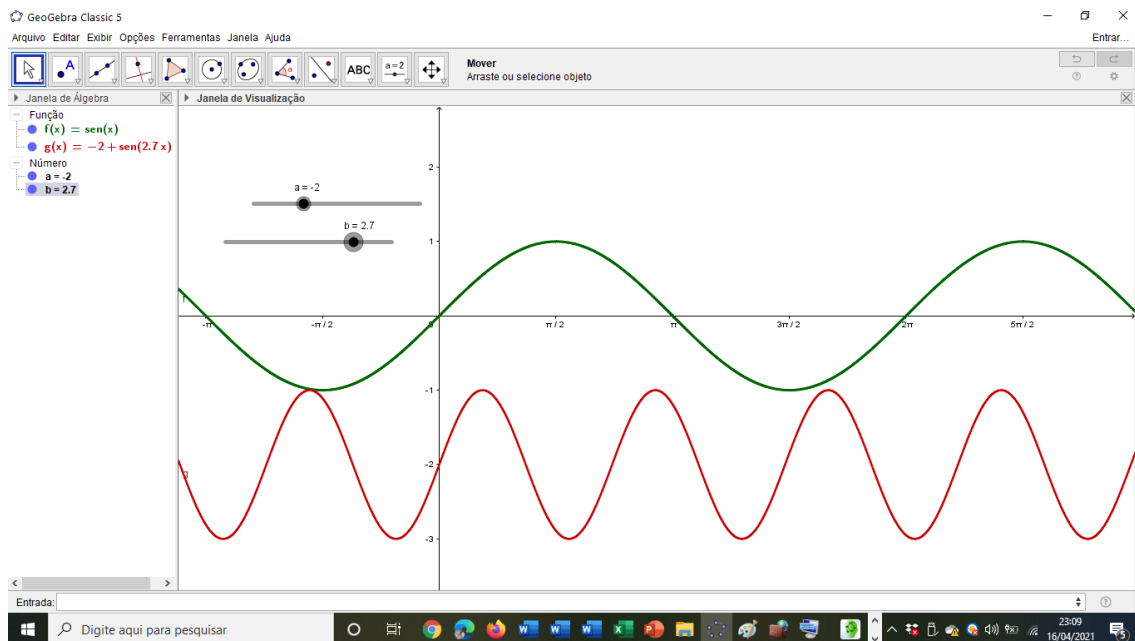 GeoGebra Classic 5
Arquivo Editar Exibir Opções Ferramentas Janela Ajuda
Entrar...
A
ABC
a=2
Mover
Arraste ou selecione objeto
Janela de Álgebra
Janela de Visualização
Função
f(x) = sen(x)
g(x) = −2 + sen(2.7 x)
Número
a = -2
b = 2.7
a = -2
b = 2.7
2
1
0
-1
-2
-3
-π
-π / 2
π / 2
π
3π / 2
2π
5π / 2
f
g
Entrada:
Digite aqui para pesquisar
23:09
16/04/2021
5